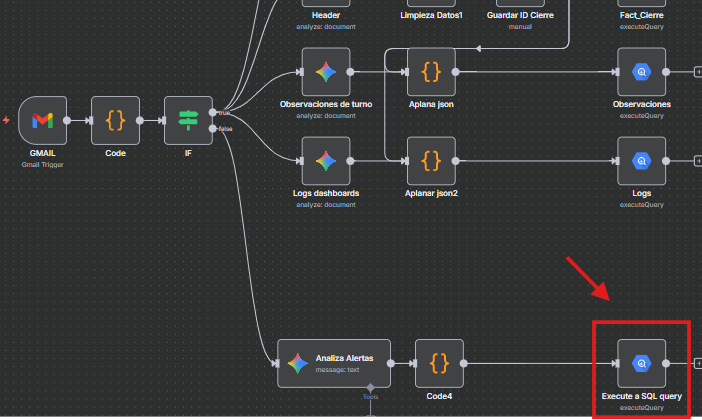 Header
analyze: document
Limpieza Datos1
Guardar ID Cierre
manual
Fact_Cierre
executeQuery
Observaciones de turno
analyze: document
Aplana json
Observaciones
executeQuery
true
false
GMAIL
Gmail Trigger
Code
IF
Logs dashboards
analyze: document
Aplanar json2
Logs
executeQuery
Analiza Alertas
message: text
Tools
Code4
Execute a SQL query
executeQuery